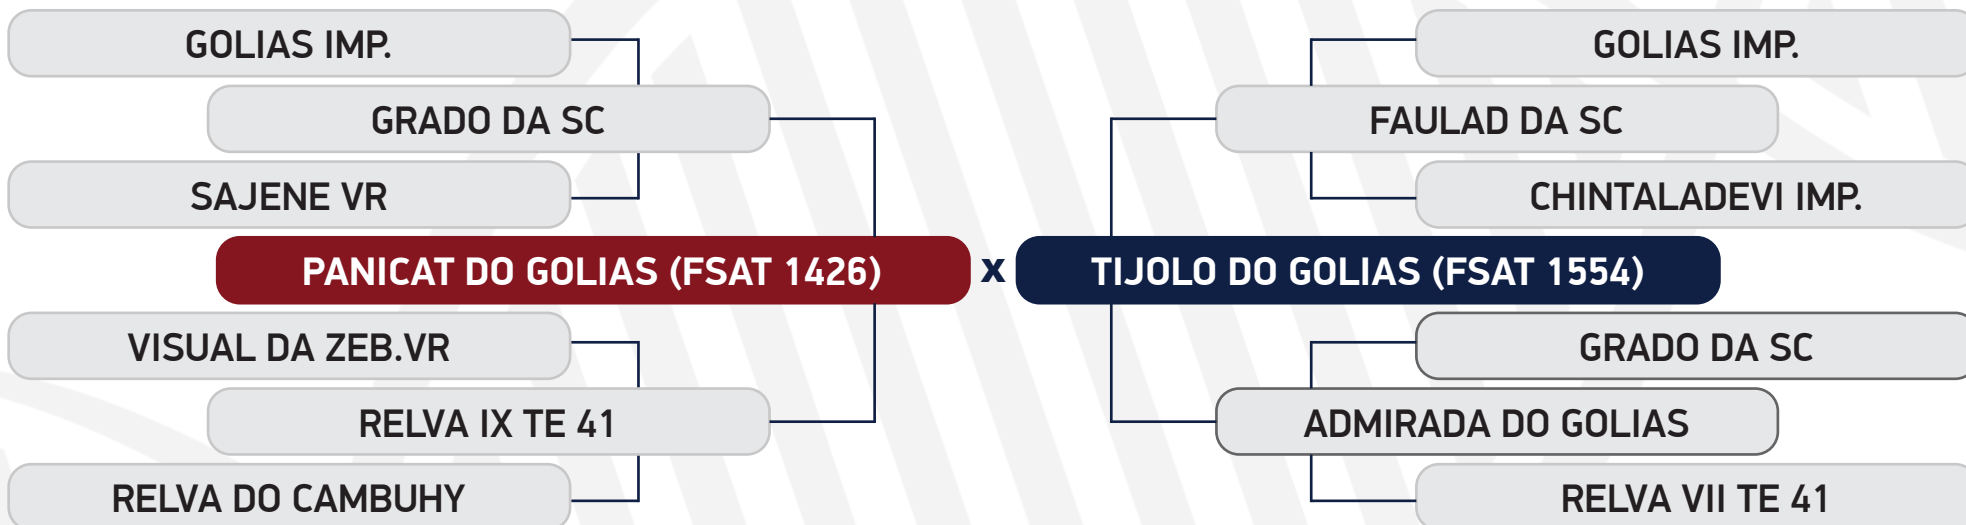 GOLIAS IMP.
GOLIAS IMP.
GRADO DA SC
FAULAD DA SC
SAJENE VR
CHINTALADEVI IMP.
PANICAT DO GOLIAS (FSAT 1426) x TIJOLO DO GOLIAS (FSAT 1554)
VISUAL DA ZEB.VR
GRADO DA SC
RELVA IX TE 41
ADMIRADA DO GOLIAS
RELVA DO CAMBUHY
RELVA VII TE 41